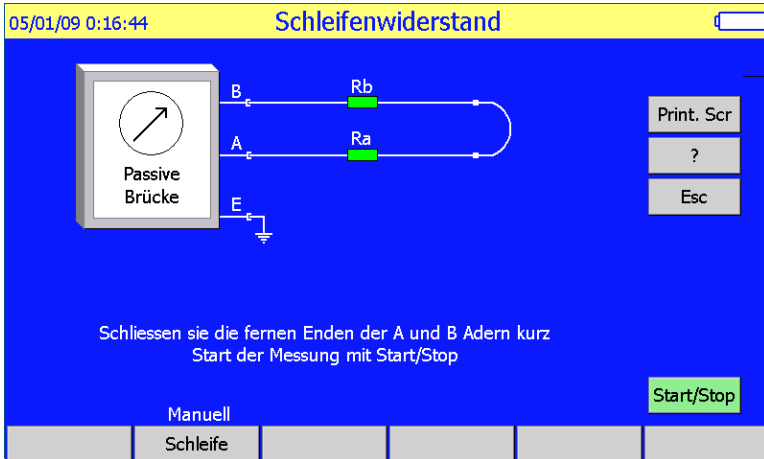 05/01/09 0:16:44 Schleifenwiderstand
B Rb
Print. Scr
A Ra
?
Passive
Brücke
Esc
E
Schliessen sie die fernen Enden der A und B Adern kurz
Start der Messung mit Start/Stop
Start/Stop
Manuell
Schleife